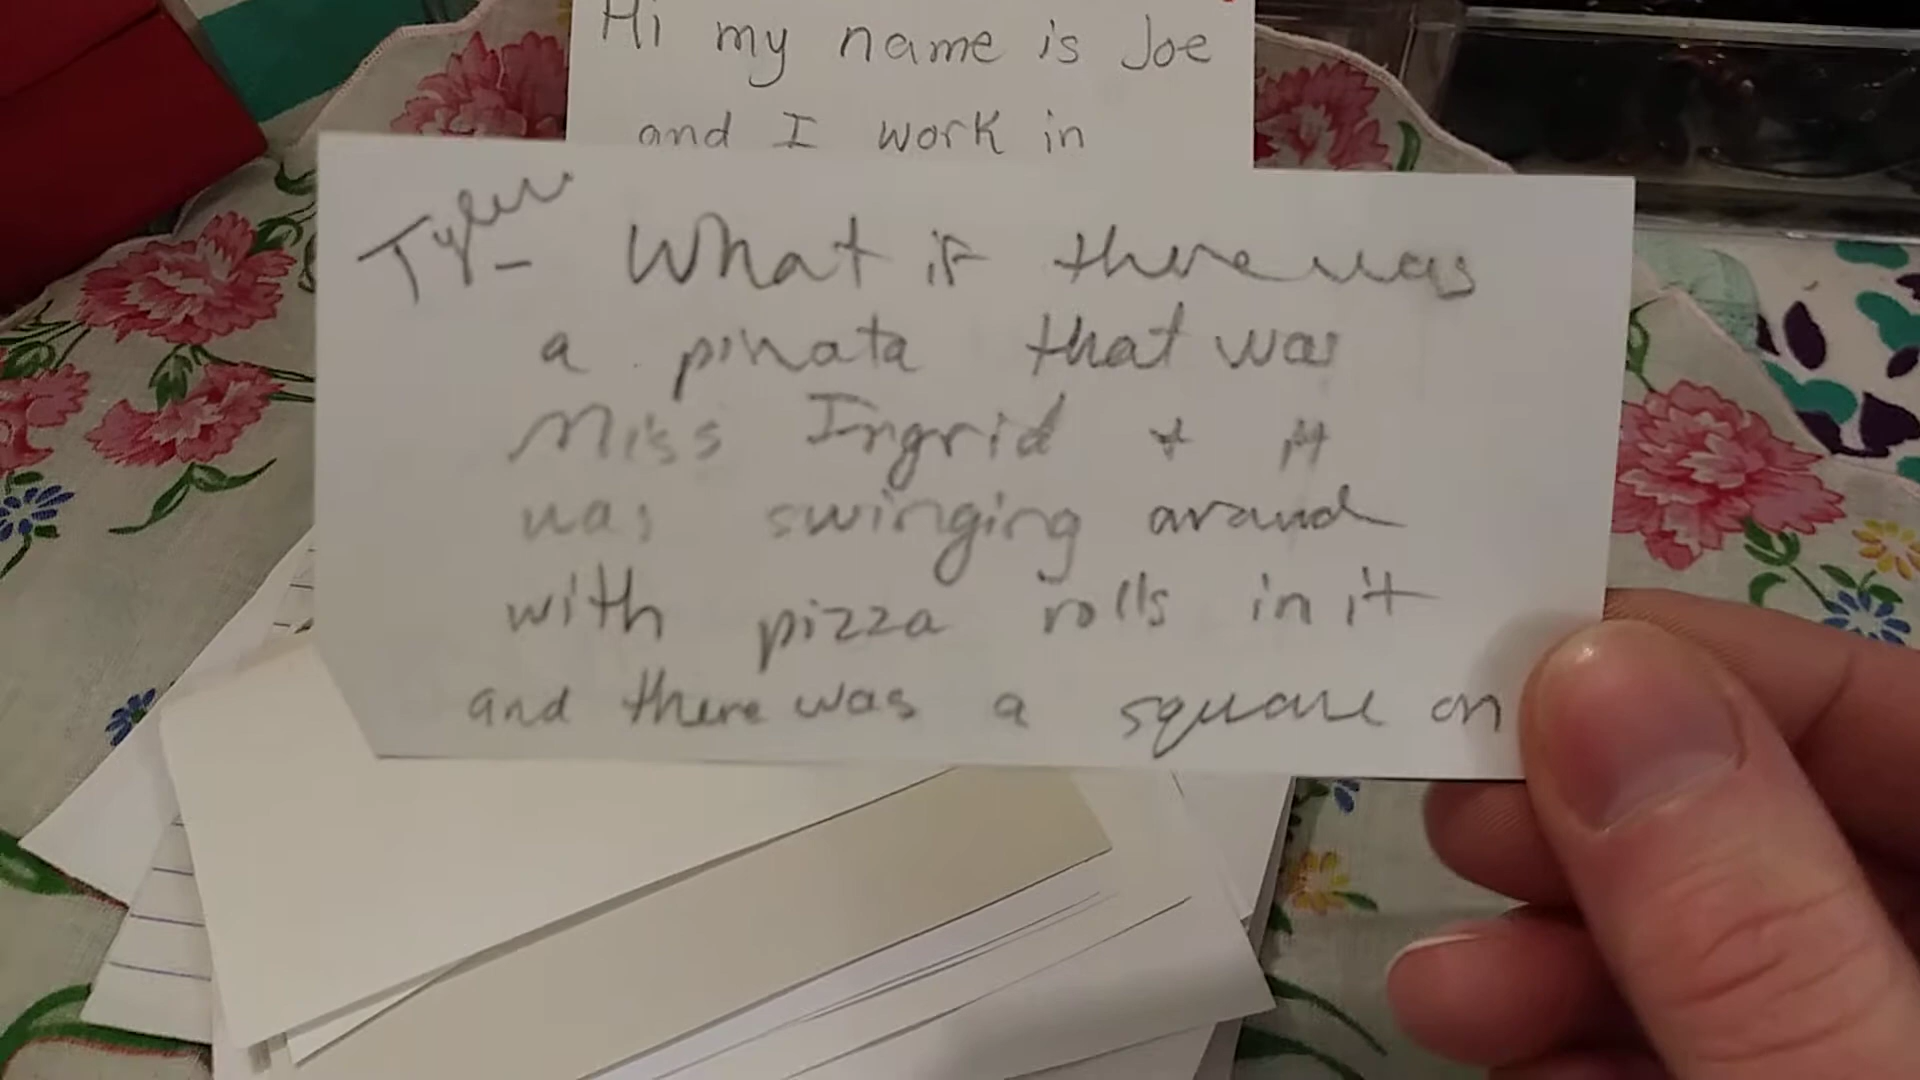 Hi my name is Joe
and I work in
Tyler
– What if there was
a pinata that was
Miss Ingrid + it
was swinging around
with pizza rolls in it
and there was a square on